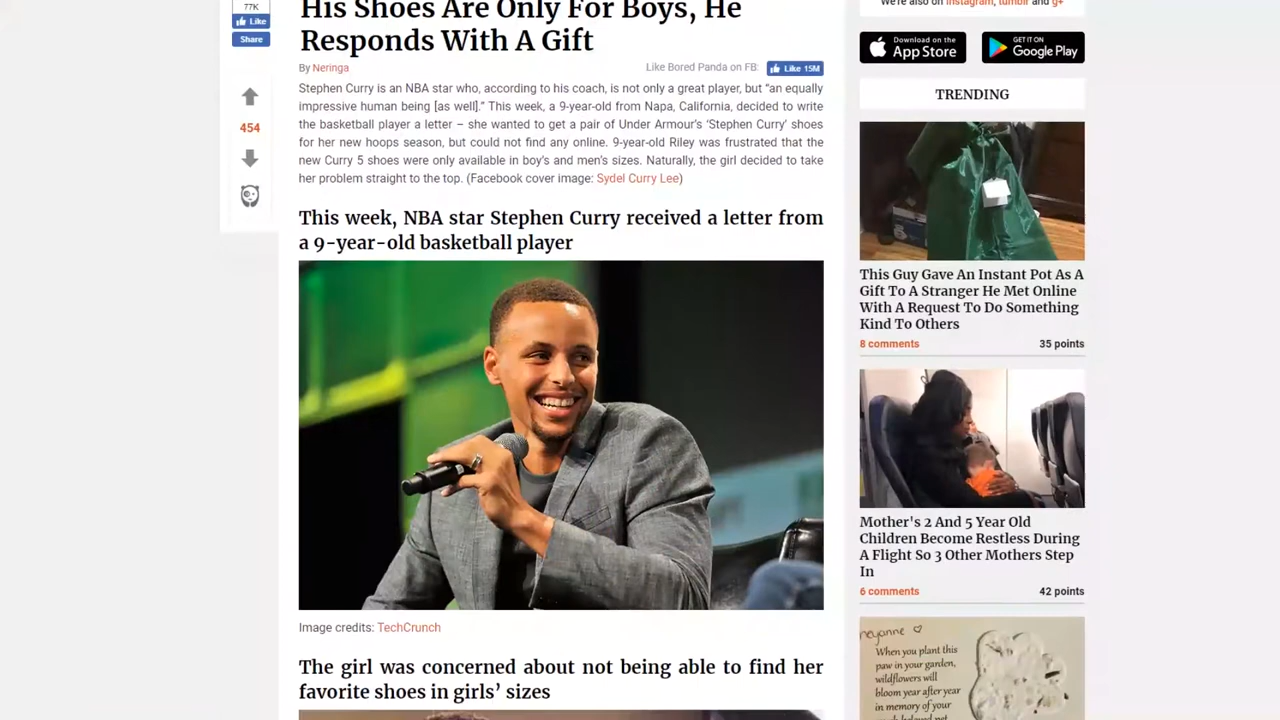 77K
Like
Share
454
His Shoes Are Only For Boys, He
Responds With A Gift
By Neringa
Like Bored Panda on FB:
Like 15M
Stephen Curry is an NBA star who, according to his coach, is not only a great player, but “an equally
impressive human being [as well].” This week, a 9-year-old from Napa, California, decided to write
the basketball player a letter – she wanted to get a pair of Under Armour’s ‘Stephen Curry’ shoes
for her new hoops season, but could not find any online. 9-year-old Riley was frustrated that the
new Curry 5 shoes were only available in boy’s and men’s sizes. Naturally, the girl decided to take
her problem straight to the top. (Facebook cover image: Sydel Curry Lee)
This week, NBA star Stephen Curry received a letter from
a 9-year-old basketball player
Image credits: TechCrunch
The girl was concerned about not being able to find her
favorite shoes in girls’ sizes
We're also on Instagram, tumblr and g+
Download on the
App Store
GET IT ON
Google Play
TRENDING
This Guy Gave An Instant Pot As A
Gift To A Stranger He Met Online
With A Request To Do Something
Kind To Others
8 comments 35 points
Mother's 2 And 5 Year Old
Children Become Restless During
A Flight So 3 Other Mothers Step
In
6 comments 42 points
When you plant this
paw in your garden,
wildflowers will
bloom year after year
in memory of your